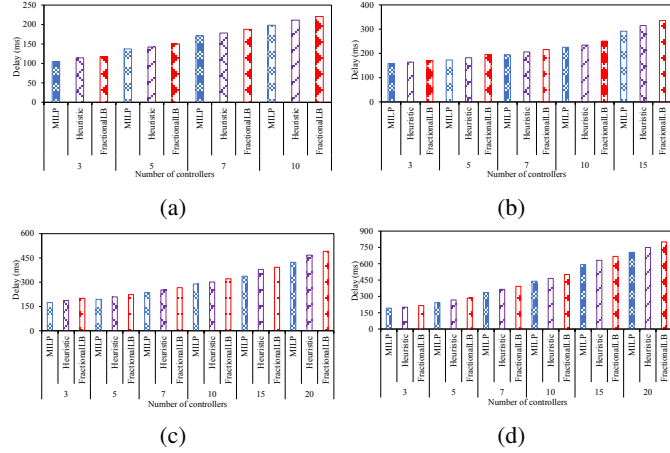 250
200
150
100
50
0
Delay (ms)
MILP
Heuristic
FractionalLB
MILP
Heuristic
FractionalLB
MILP
Heuristic
FractionalLB
MILP
Heuristic
FractionalLB
3 5 7 10
Number of controllers
(a)
400
300
200
100
0
Delay (ms)
MILP
Heuristic
FractionalLB
MILP
Heuristic
FractionalLB
MILP
Heuristic
FractionalLB
MILP
Heuristic
FractionalLB
MILP
Heuristic
FractionalLB
3 5 7 10 15
Number of controllers
(b)
600
450
300
150
0
Delay (ms)
MILP
Heuristic
FractionalLB
MILP
Heuristic
FractionalLB
MILP
Heuristic
FractionalLB
MILP
Heuristic
FractionalLB
MILP
Heuristic
FractionalLB
MILP
Heuristic
FractionalLB
3 5 7 10 15 20
Number of controllers
(c)
900
750
600
450
300
150
0
Delay (ms)
MILP
Heuristic
FractionalLB
MILP
Heuristic
FractionalLB
MILP
Heuristic
FractionalLB
MILP
Heuristic
FractionalLB
MILP
Heuristic
FractionalLB
MILP
Heuristic
FractionalLB
3 5 7 10 15 20
Number of controllers
(d)